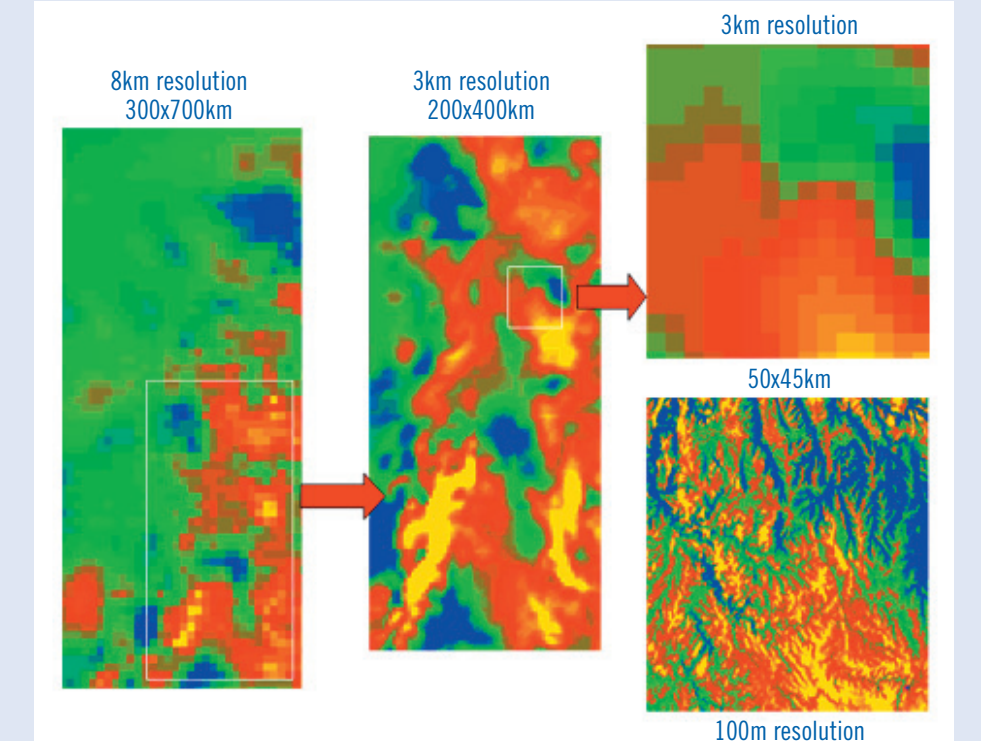 8km resolution
300x700km
3km resolution
200x400km
3km resolution
50x45km
100m resolution